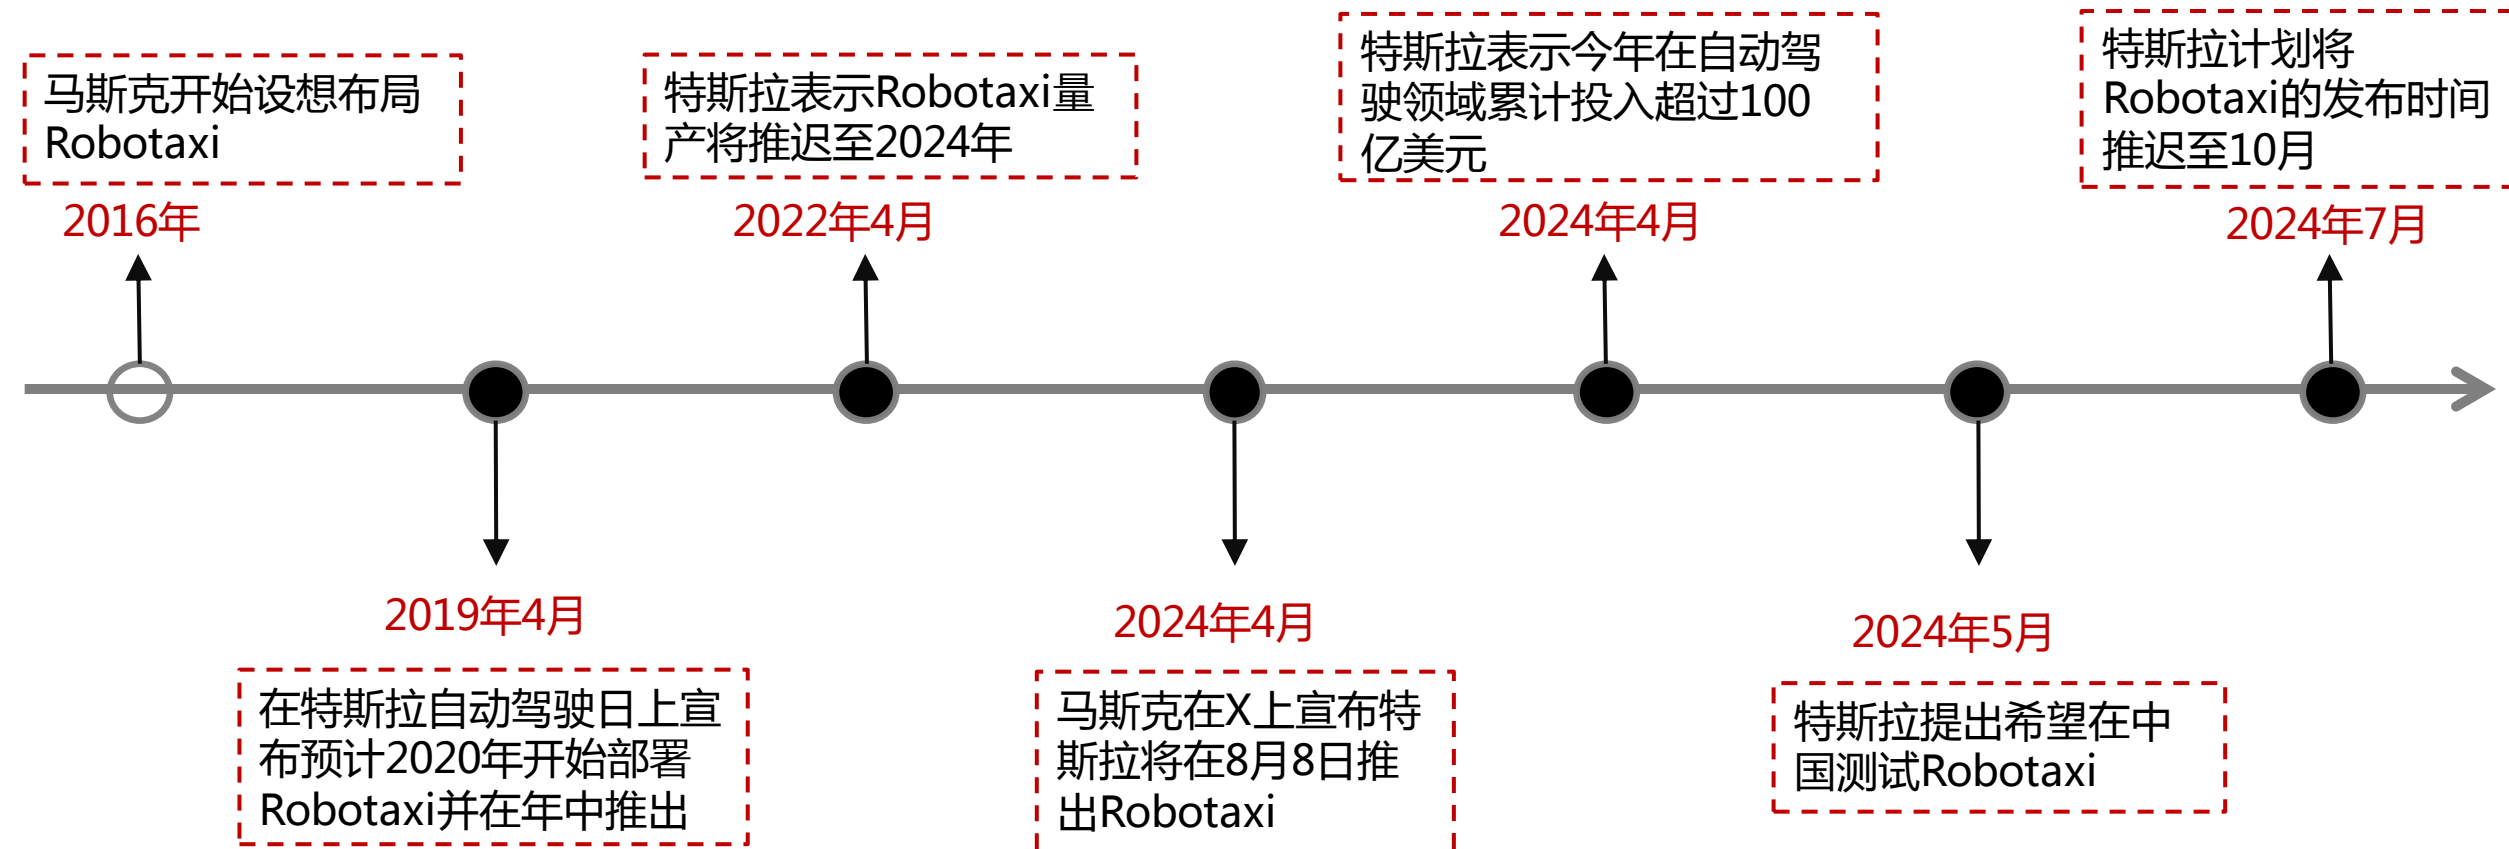 马斯克开始设想布局
Robotaxi
2016年
特斯拉表示Robotaxi量
产将推迟至2024年
2022年4月
特斯拉表示今年在自动驾
驶领域累计投入超过100
亿美元
2024年4月
特斯拉计划将
Robotaxi的发布时间
推迟至10月
2024年7月
2019年4月
在特斯拉自动驾驶日上宣
布预计2020年开始部署
Robotaxi并在年中推出
2024年4月
马斯克在X上宣布特
斯拉将在8月8日推
出Robotaxi
2024年5月
特斯拉提出希望在中
国测试Robotaxi